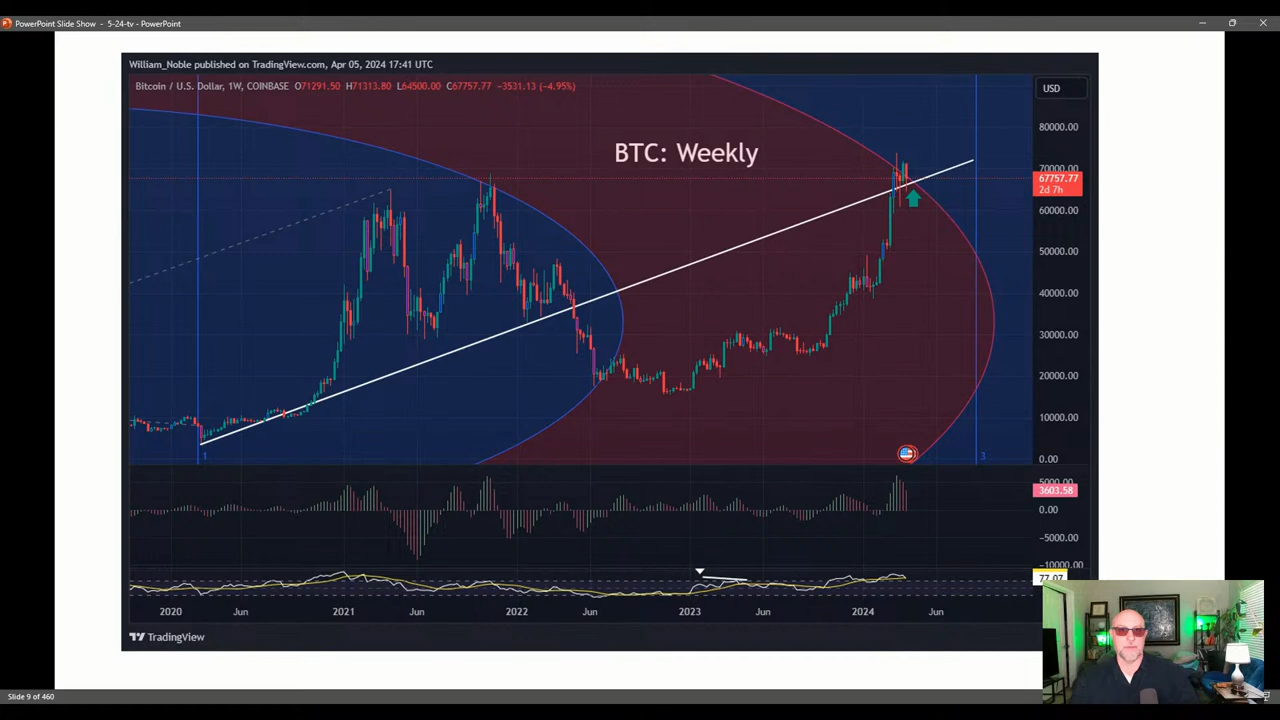 PowerPoint Slide Show - 5-24-tv - PowerPoint
William_Noble published on TradingView.com, Apr 05, 2024 17:41 UTC
Bitcoin / U.S. Dollar, 1W, COINBASE O71291.50 H71313.80 L64500.00 C67757.77 −3531.13 (−4.95%)
USD
BTC: Weekly
80000.00
70000.00
67757.77
2d 7h
60000.00
50000.00
40000.00
30000.00
20000.00
10000.00
0.00
1
3
5000.00
3603.58
0.00
−5000.00
−10000.00
77.07
2020 Jun 2021 Jun 2022 Jun 2023 Jun 2024 Jun
TradingView
Slide 9 of 460